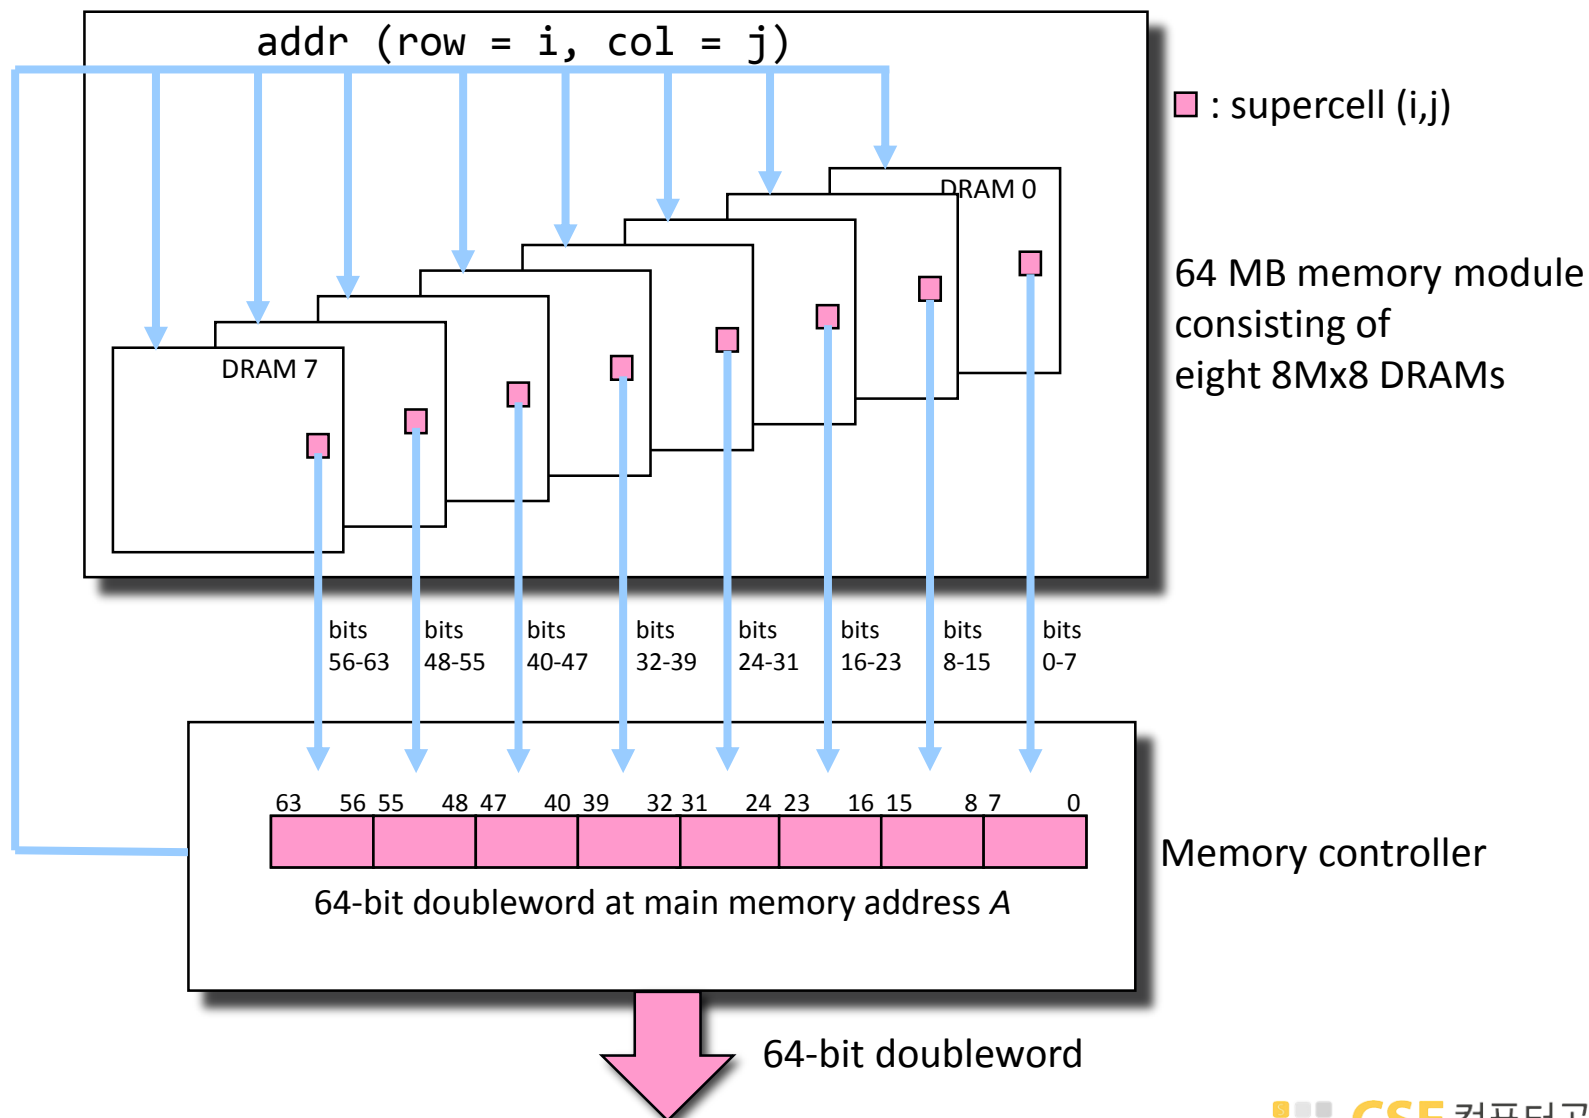 addr (row = i, col = j)
: supercell (i,j)
DRAM 0
64 MB memory module
consisting of
eight 8Mx8 DRAMs
DRAM 7
bits
56-63
bits
48-55
bits
40-47
bits
32-39
bits
24-31
bits
16-23
bits
8-15
bits
0-7
63 56 55 48 47 40 39 32 31 24 23 16 15 8 7 0
Memory controller
64-bit doubleword at main memory address A
64-bit doubleword
CSE